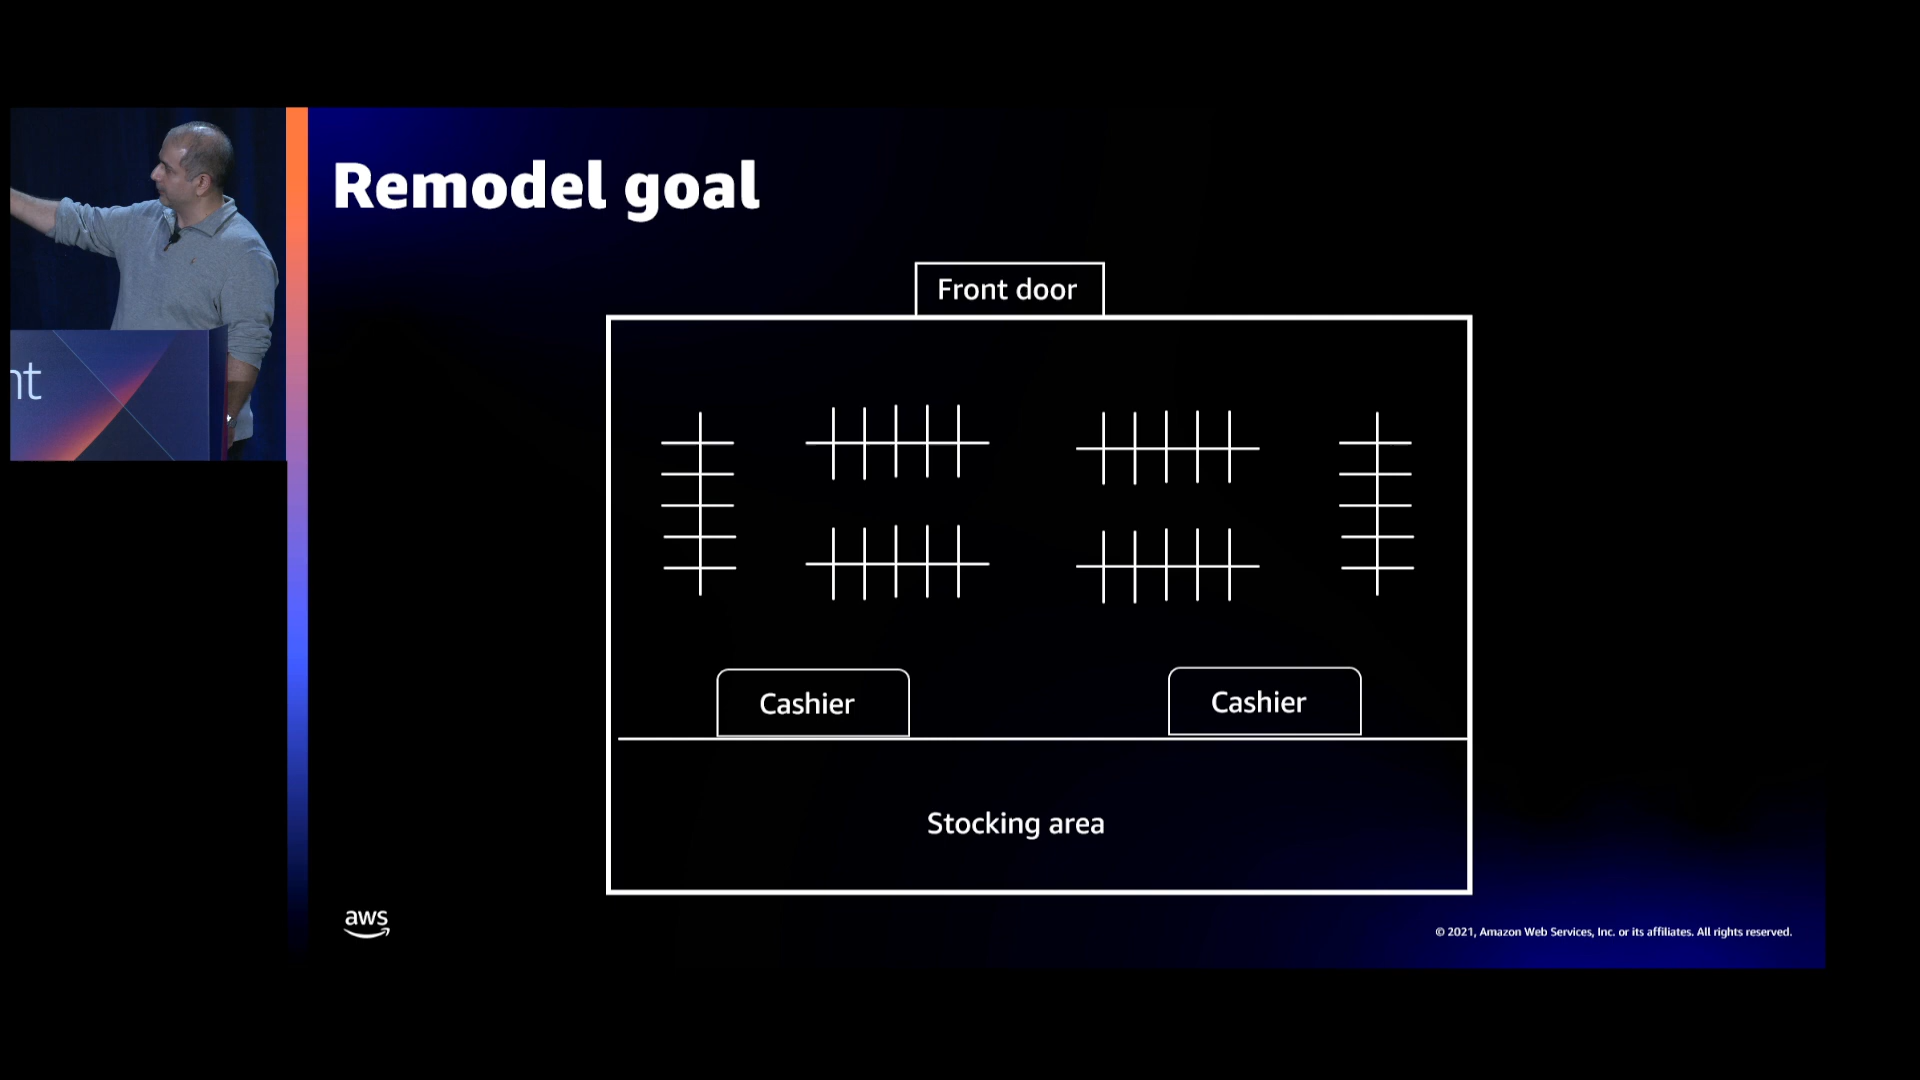 Remodel goal
Front door
nt
Cashier
Cashier
Stocking area
aws
© 2021, Amazon Web Services, Inc. or its affiliates. All rights reserved.